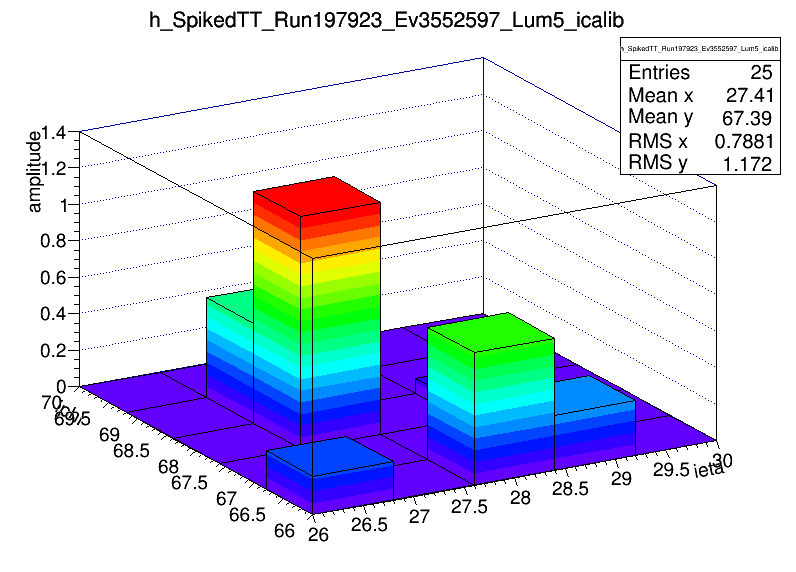 h_SpikedTT_Run197923_Ev3552597_Lum5_icalib
h_SpikedTT_Run197923_Ev3552597_Lum5_icalib
Entries 25
Mean x 27.41
Mean y 67.39
RMS x 0.7881
RMS y 1.172
amplitude
1.4
1.2
1
0.8
0.6
0.4
0.2
0
70
69.5
69
68.5
68
67.5
67
66.5
66
26
26.5
27
27.5
28
28.5
29
29.5
30
ieta